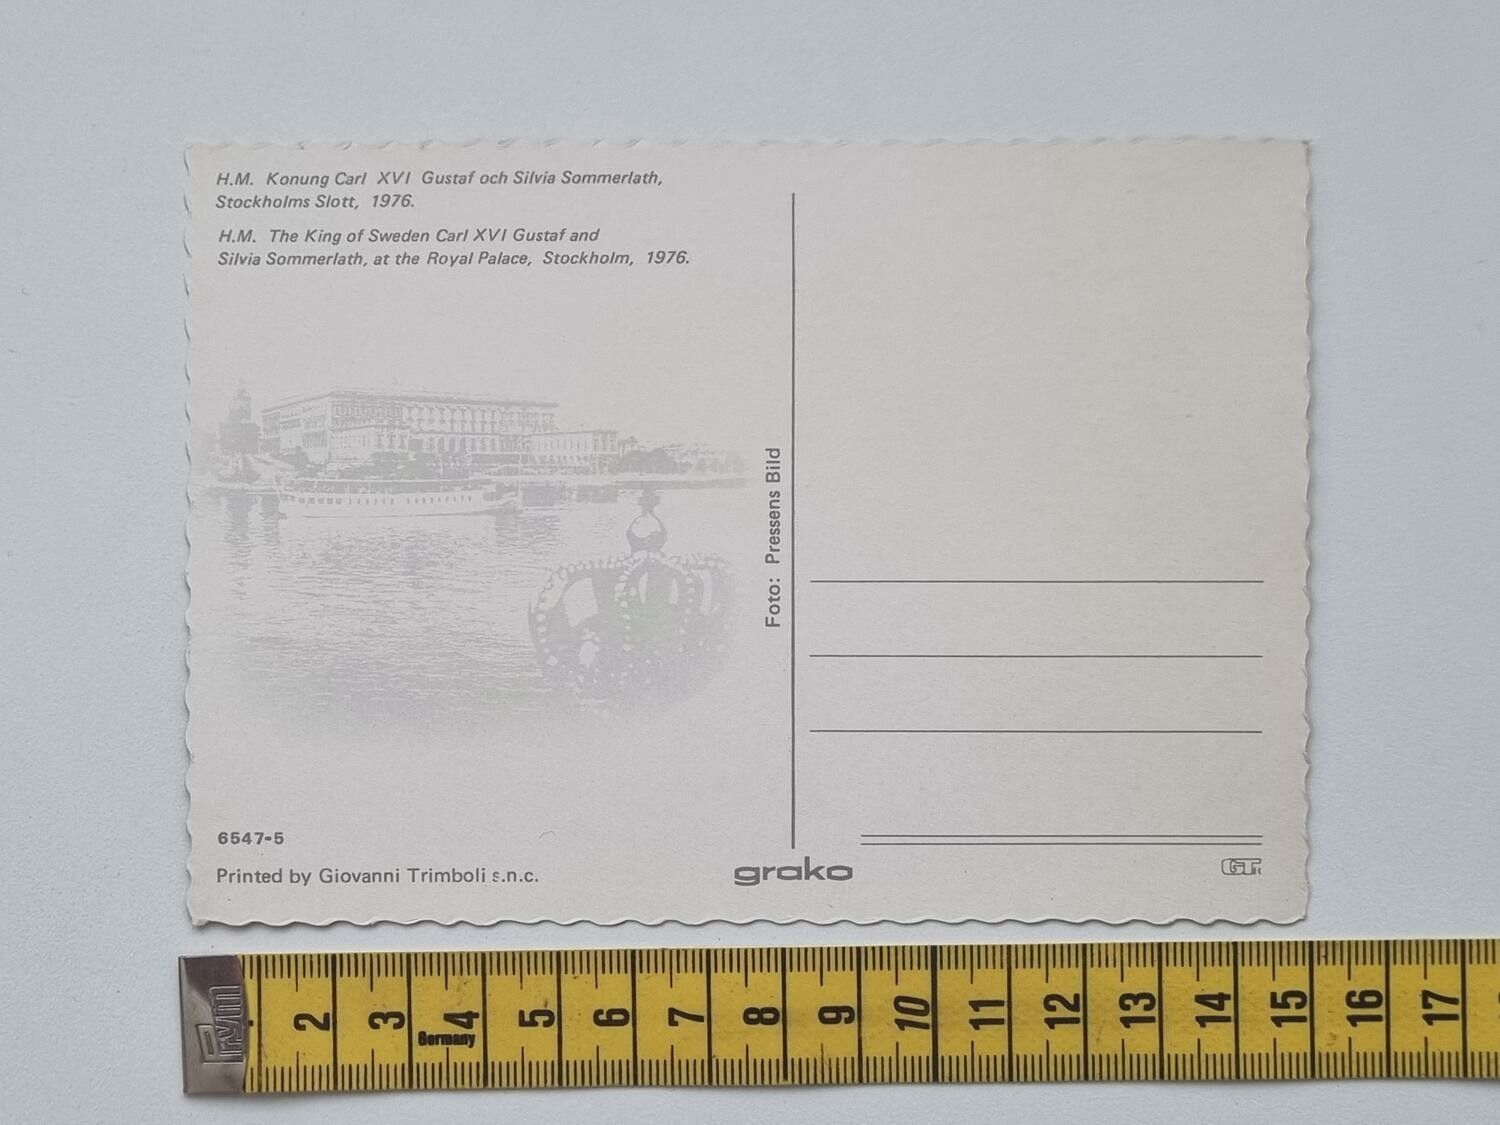 H.M. Konung Carl XVI Gustaf och Silvia Sommerlath,
Stockholms Slott, 1976.
H.M. The King of Sweden Carl XVI Gustaf and
Silvia Sommerlath, at the Royal Palace, Stockholm, 1976.
Foto: Pressens Bild
6547-5
Printed by Giovanni Trimboli s.n.c.
grako
GT
Prym
2 3 4 5 6 7 8 9 10 11 12 13 14 15 16 17
Germany